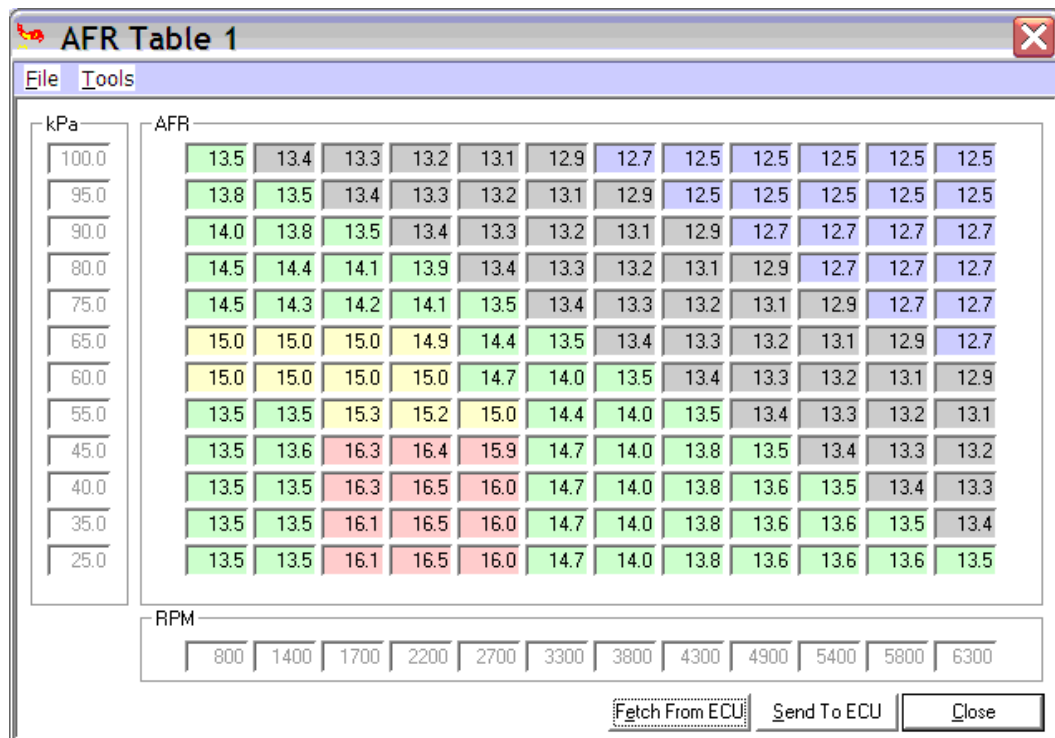 AFR Table 1
File Tools
kPa AFR
100.0 13.5 13.4 13.3 13.2 13.1 12.9 12.7 12.5 12.5 12.5 12.5 12.5
95.0 13.8 13.5 13.4 13.3 13.2 13.1 12.9 12.5 12.5 12.5 12.5 12.5
90.0 14.0 13.8 13.5 13.4 13.3 13.2 13.1 12.9 12.7 12.7 12.7 12.7
80.0 14.5 14.4 14.1 13.9 13.4 13.3 13.2 13.1 12.9 12.7 12.7 12.7
75.0 14.5 14.3 14.2 14.1 13.5 13.4 13.3 13.2 13.1 12.9 12.7 12.7
65.0 15.0 15.0 15.0 14.9 14.4 13.5 13.4 13.3 13.2 13.1 12.9 12.7
60.0 15.0 15.0 15.0 15.0 14.7 14.0 13.5 13.4 13.3 13.2 13.1 12.9
55.0 13.5 13.5 15.3 15.2 15.0 14.4 14.0 13.5 13.4 13.3 13.2 13.1
45.0 13.5 13.6 16.3 16.4 15.9 14.7 14.0 13.8 13.5 13.4 13.3 13.2
40.0 13.5 13.5 16.3 16.5 16.0 14.7 14.0 13.8 13.6 13.5 13.4 13.3
35.0 13.5 13.5 16.1 16.5 16.0 14.7 14.0 13.8 13.6 13.6 13.5 13.4
25.0 13.5 13.5 16.1 16.5 16.0 14.7 14.0 13.8 13.6 13.6 13.6 13.5
RPM
800 1400 1700 2200 2700 3300 3800 4300 4900 5400 5800 6300
Fetch From ECU Send To ECU Close